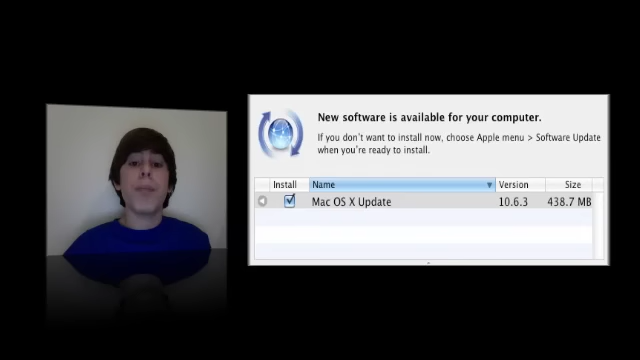 New software is available for your computer.
If you don't want to install now, choose Apple menu > Software Update
when you're ready to install.
Install Name Version Size
Mac OS X Update 10.6.3 438.7 MB